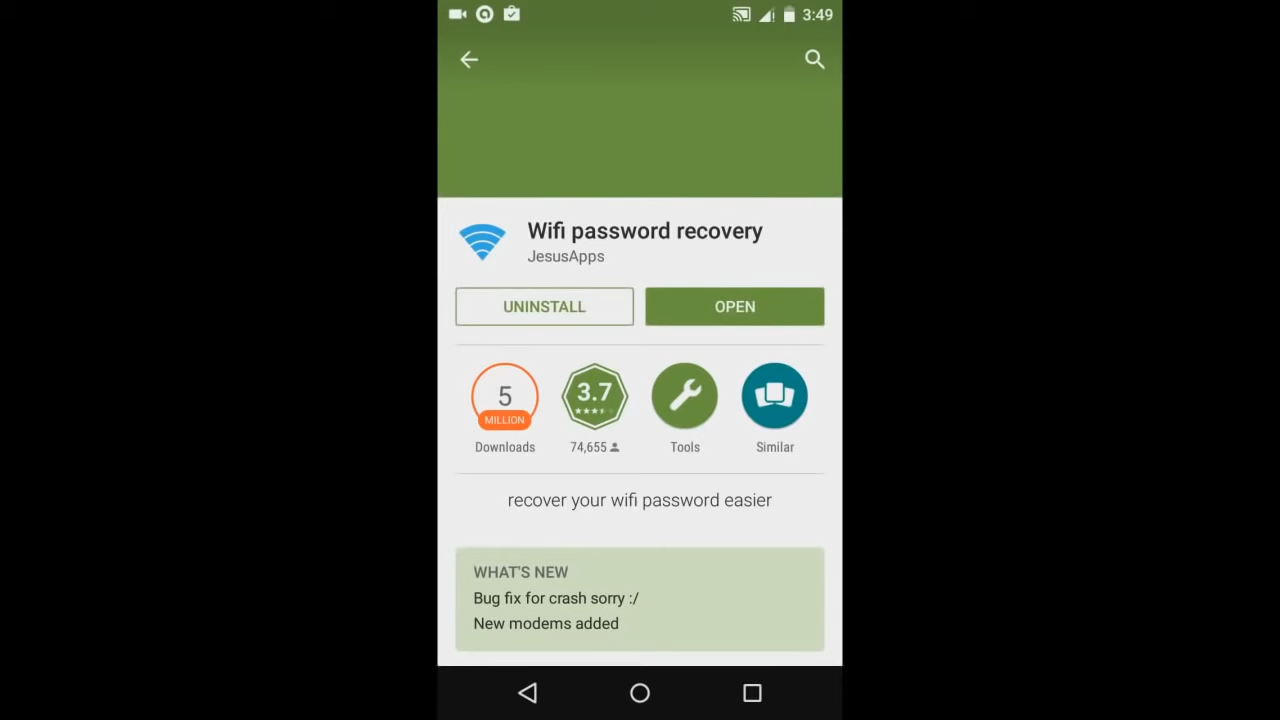 3:49
Wifi password recovery
JesusApps
UNINSTALL
OPEN
5
MILLION
Downloads
3.7
74,655
Tools
Similar
recover your wifi password easier
WHAT'S NEW
Bug fix for crash sorry :/
New modems added